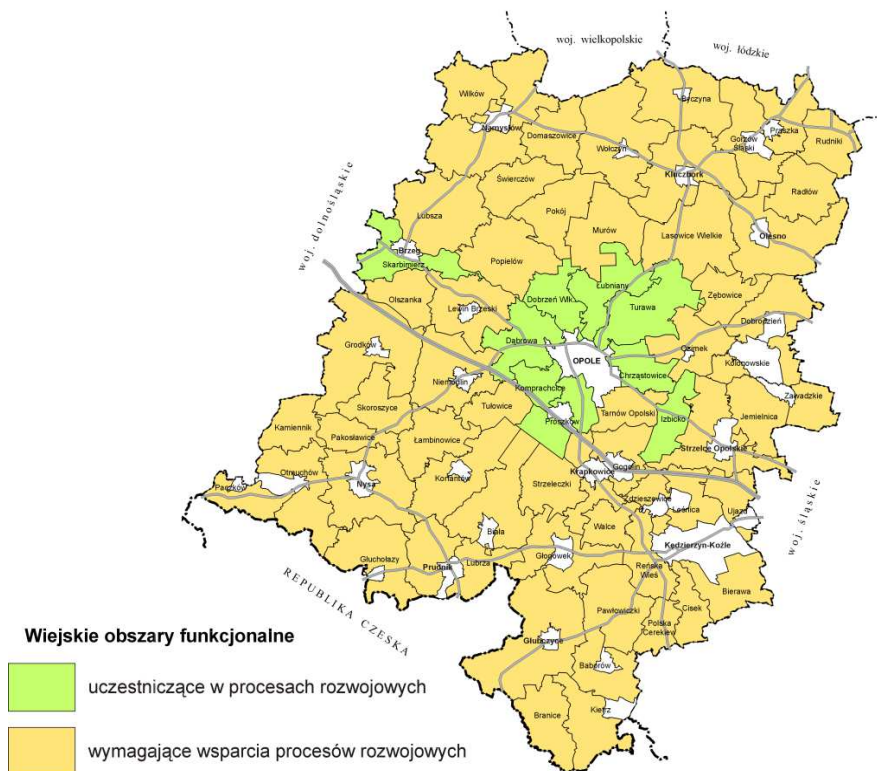 woj. wielkopolskie
woj. łódzkie
Wilków
Byczyna
Namysłów
Domaszowice
Wołczyn
Gorzów
Śląski
Praszka
Rudniki
Kluczbork
Świerczów
Radłów
woj. dolnośląskie
Lubsza
Pokój
Murów
Lasowice Wielkie
Olesno
Brzeg
Skarbimierz
Popielów
Łubniany
Dobrzeń Wlk.
Turawa
Zębowice
Olszanka
Lewin Brzeski
Dobrodzień
Grodków
Dąbrowa
OPOLE
Ozimek
Kolonowskie
Niemodlin
Komprachcice
Chrząstowice
Zawadzkie
Skoroszyce
Tułowice
Prószków
Tarnów Opolski
Izbicko
Jemielnica
Kamiennik
Pakosławice
Łambinowice
Strzelce Opolskie
Otmuchów
Paczków
Nysa
Korfantów
Strzeleczki
Krapkowice
Gogolin
Zdzieszowice
Leśnica
Ujazd
woj. śląskie
Biała
Walce
Kędzierzyn-Koźle
Głuchołazy
Prudnik
Lubrza
Głogówek
Reńska
Wieś
Bierawa
REPUBLIKA CZESKA
Pawłowiczki
Cisek
Polska
Cerekiew
Głubczyce
Baborów
Kietrz
Branice
Wiejskie obszary funkcjonalne
uczestniczące w procesach rozwojowych
wymagające wsparcia procesów rozwojowych